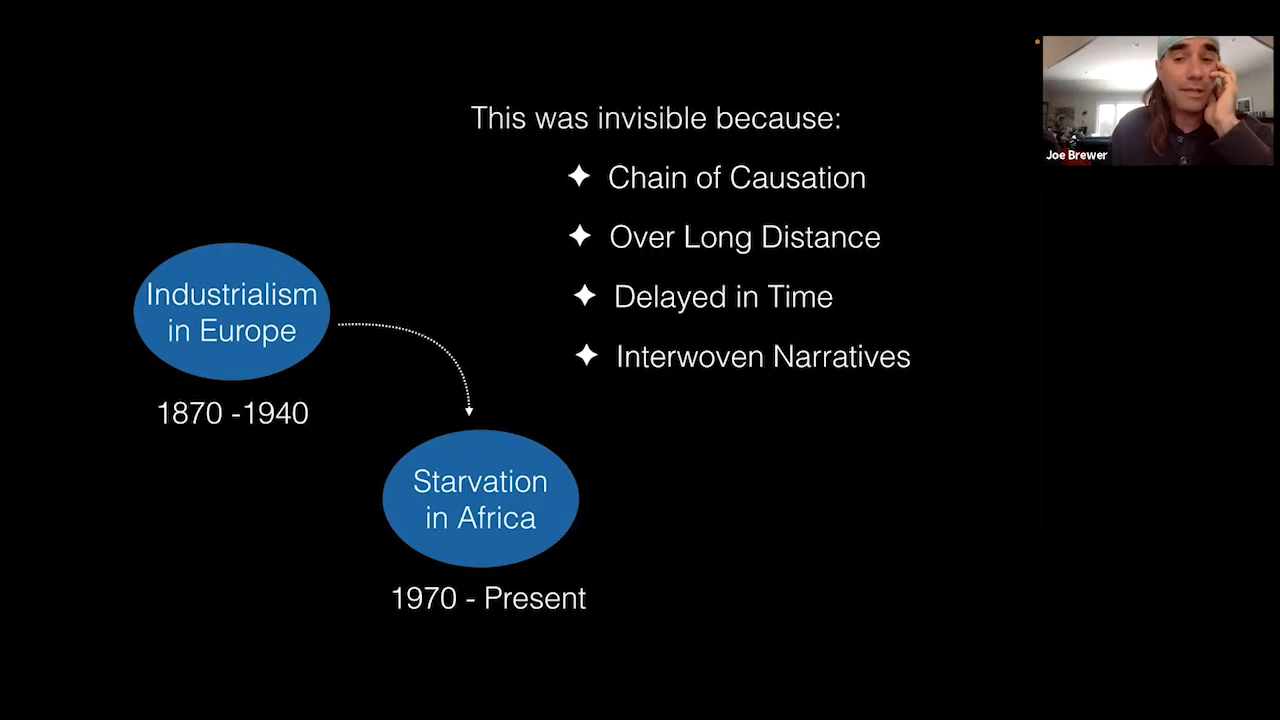 This was invisible because:
Chain of Causation
Over Long Distance
Delayed in Time
Interwoven Narratives
Industrialism
in Europe
1870 -1940
Starvation
in Africa
1970 - Present
Joe Brewer